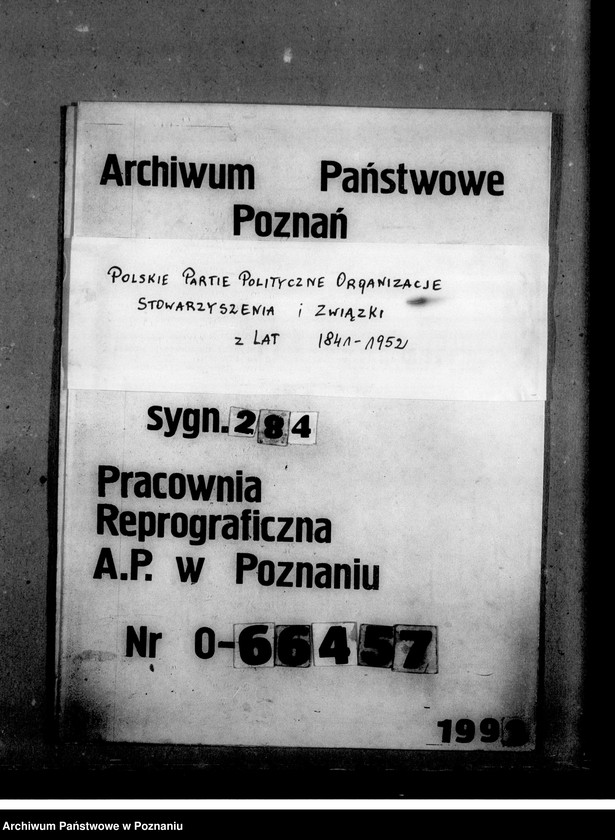 Archiwum Państwowe
Poznań
POLSKIE PARTIE POLITYCZNE ORGANIZACJE
STOWARZYSZENIA i ZWIĄZKI
z LAT 1841-1952
sygn. 284
Pracownia
Reprograficzna
A.P. w Poznaniu
Nr O-66457
Archiwum Państwowe w Poznaniu